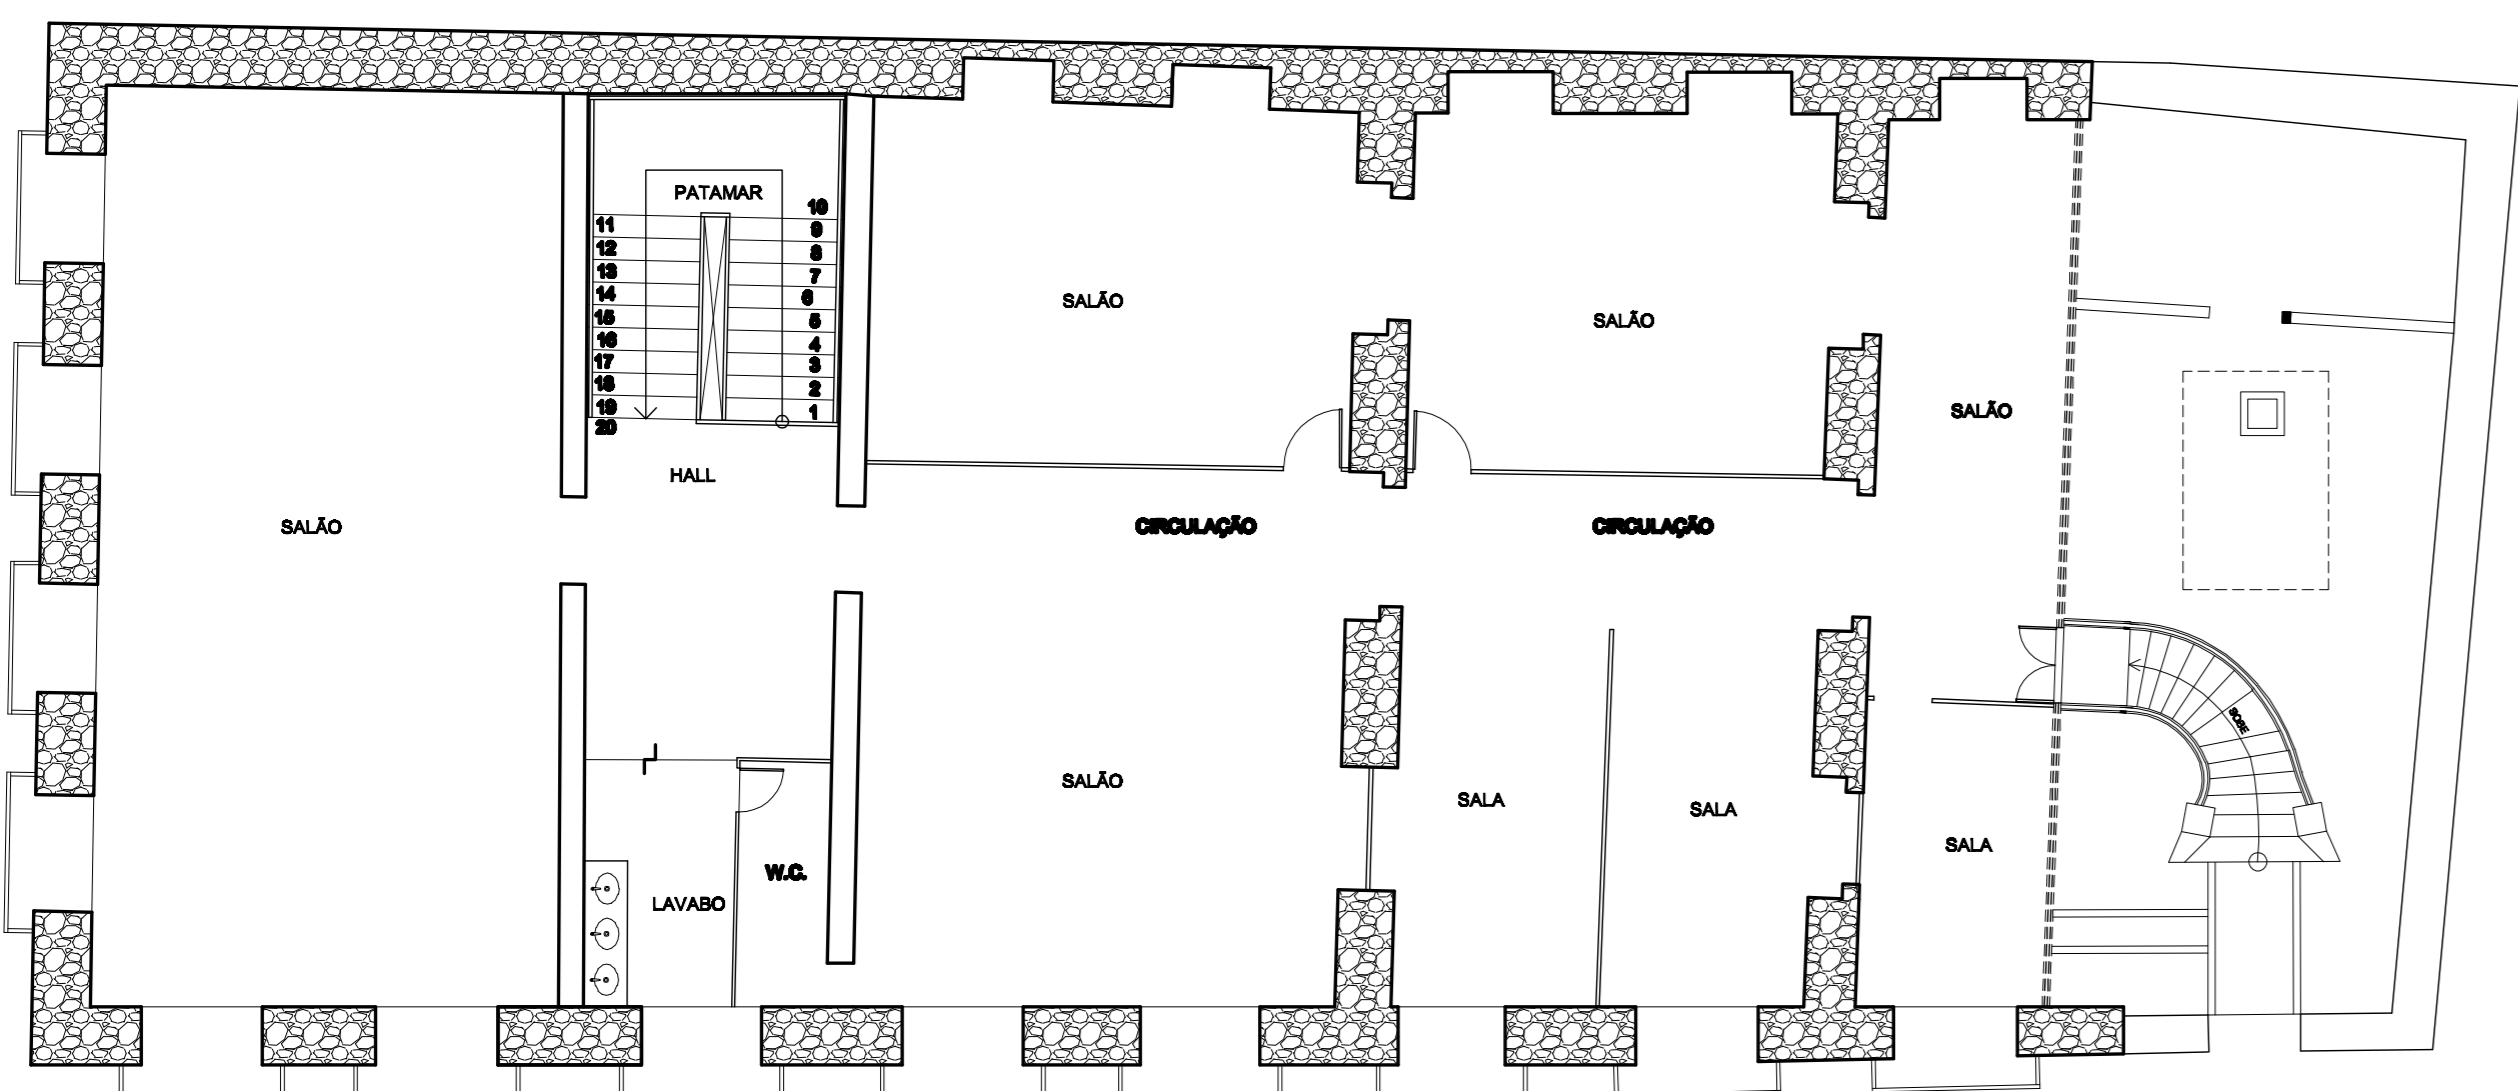 PATAMAR
10
11 9
12 8
13 7
14 6
15 5
16 4
17 3
18 2
19 1
20
SALÃO
SALÃO
SALÃO
HALL
SALÃO
CIRCULAÇÃO
CIRCULAÇÃO
SOBE
SALÃO
SALA
SALA
SALA
W.C.
LAVABO